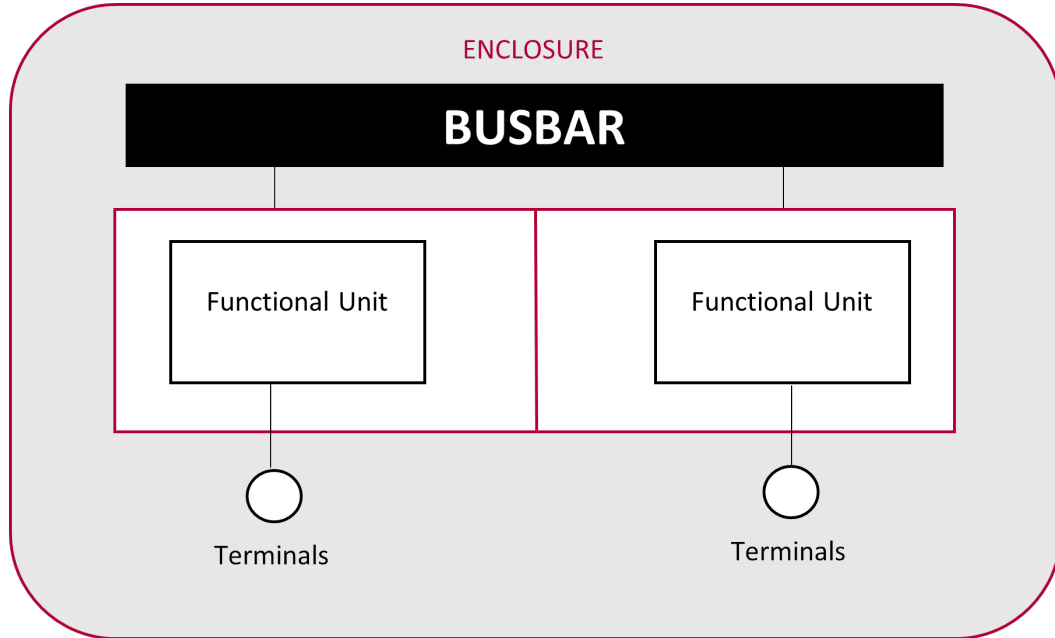 ENCLOSURE
BUSBAR
Functional Unit
Functional Unit
Terminals
Terminals